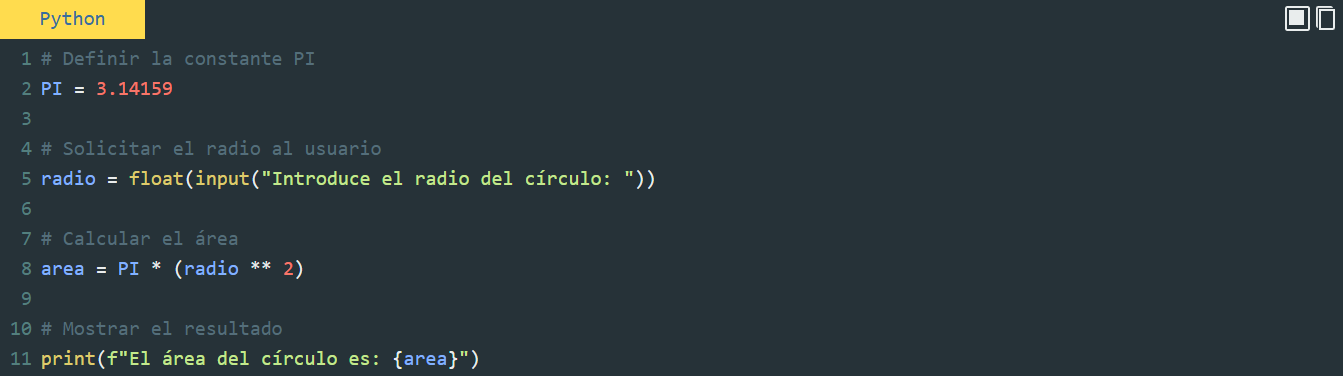 Python
1 # Definir la constante PI
2 PI = 3.14159
3
4 # Solicitar el radio al usuario
5 radio = float(input("Introduce el radio del círculo: "))
6
7 # Calcular el área
8 area = PI * (radio ** 2)
9
10 # Mostrar el resultado
11 print(f"El área del círculo es: {area}")